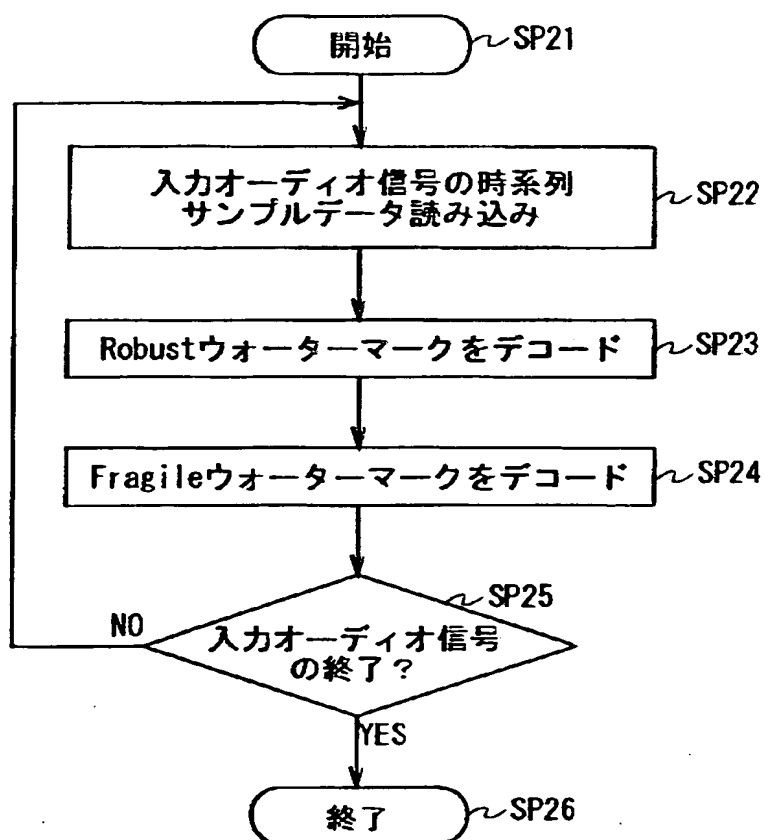 開始
SP21
入力オーディオ信号の時系列
サンプルデータ読み込み
SP22
Robustウォーターマークをデコード
SP23
Fragileウォーターマークをデコード
SP24
SP25
NO
入力オーディオ信号
の終了？
YES
終了
SP26